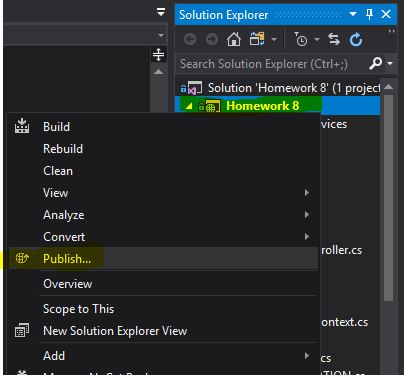 Solution Explorer
Search Solution Explorer (Ctrl+;)
Solution 'Homework 8' (1 project
Homework 8
Build
vices
Rebuild
Clean
View
Analyze
Convert
roller.cs
Publish...
Overview
Scope to This
ontext.cs
New Solution Explorer View
Add
cs